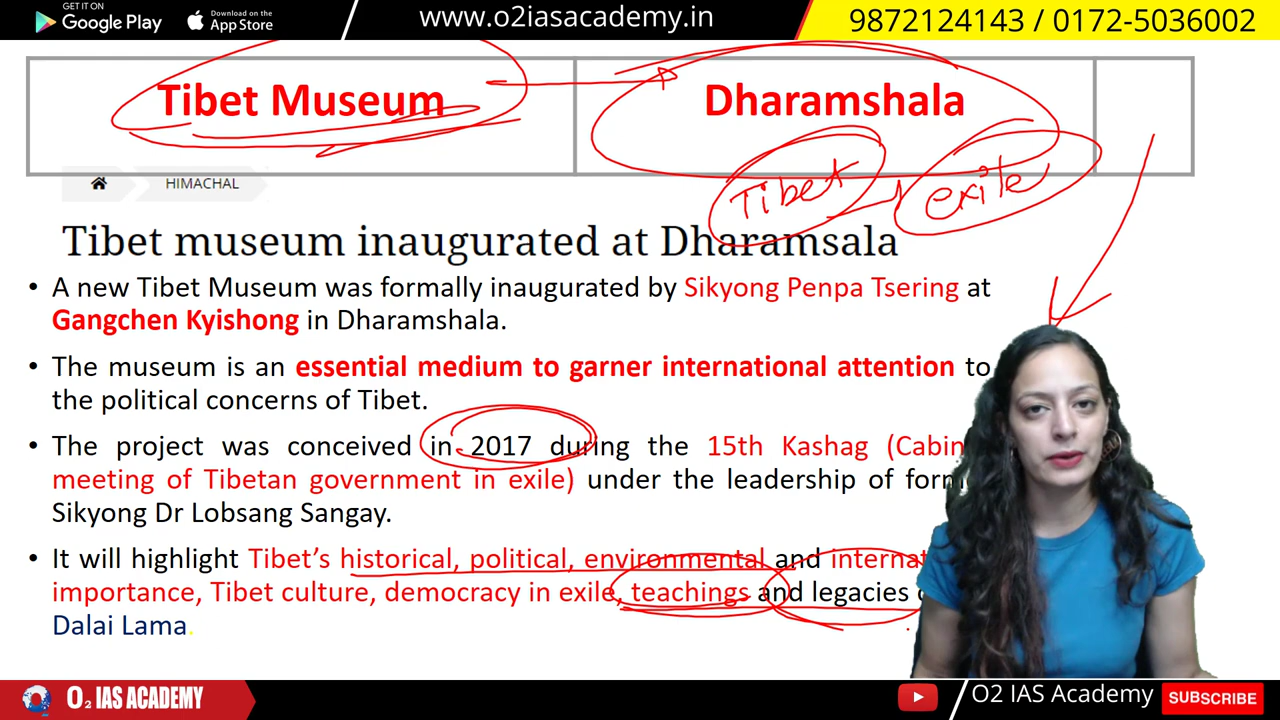 GET IT ON
Google Play
Download on the
App Store
www.o2iasacademy.in
9872124143 / 0172-5036002
Tibet Museum
Dharamshala
Tibet
exile
HIMACHAL
Tibet museum inaugurated at Dharamsala
• A new Tibet Museum was formally inaugurated by Sikyong Penpa Tsering at
Gangchen Kyishong in Dharamshala.
• The museum is an essential medium to garner international attention to
the political concerns of Tibet.
• The project was conceived in 2017 during the 15th Kashag
meeting of Tibetan government in exile) under the leadership of
Sikyong Dr Lobsang Sangay.
• It will highlight Tibet’s historical, political, environmental and
importance, Tibet culture, democracy in exile, teachings and legacies
Dalai Lama.
O2 IAS ACADEMY
O2 IAS Academy
SUBSCRIBE